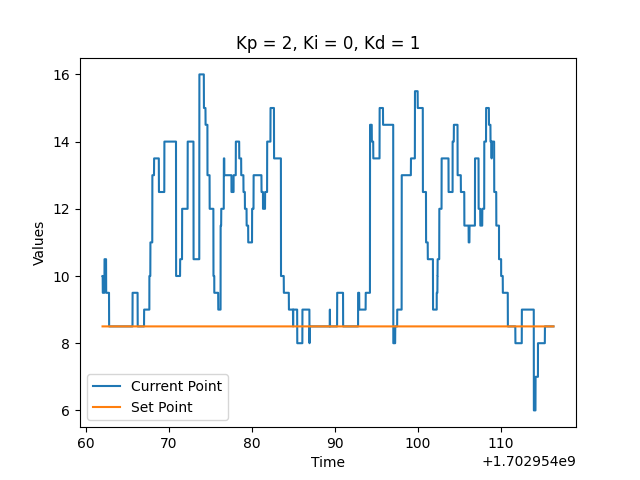 Kp = 2, Ki = 0, Kd = 1
16
14
12
10
8
6
Values
Current Point
Set Point
60 70 80 90 100 110
Time
+1.702954e9